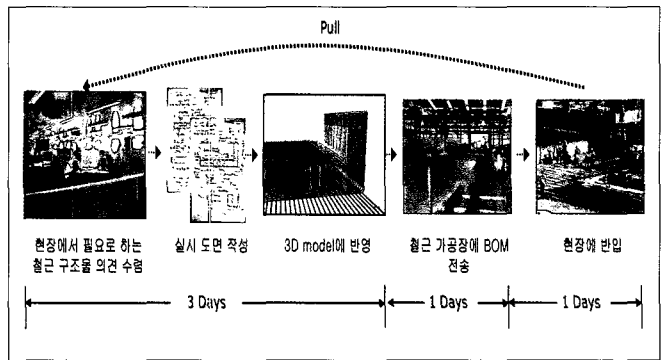 Pull
현장에서 필요로 하는
철근 구조물 의견 수렴
실시 도면 작성
3D model에 반영
철근 가공장에 BOM
전송
현장에 반입
3 Days
1 Days
1 Days